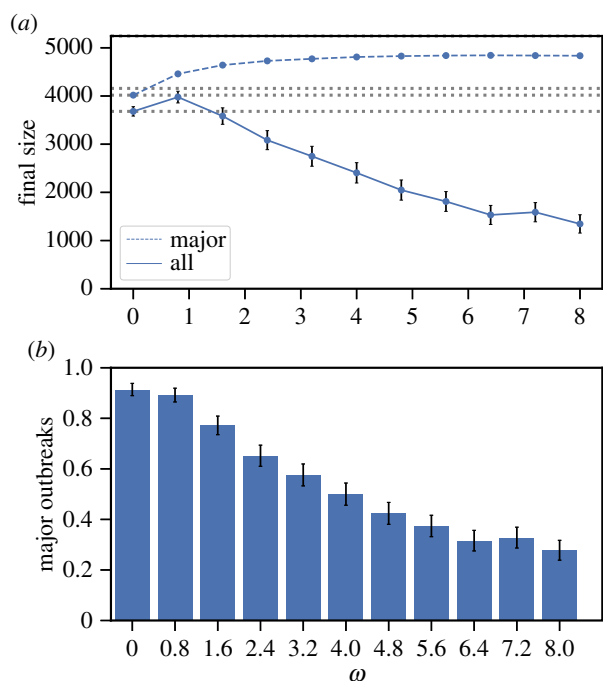 (a)
5000
4000
3000
2000
1000
0
final size
major
all
0 1 2 3 4 5 6 7 8
(b)
1.0
0.8
0.6
0.4
0.2
0
major outbreaks
0 0.8 1.6 2.4 3.2 4.0 4.8 5.6 6.4 7.2 8.0
ω